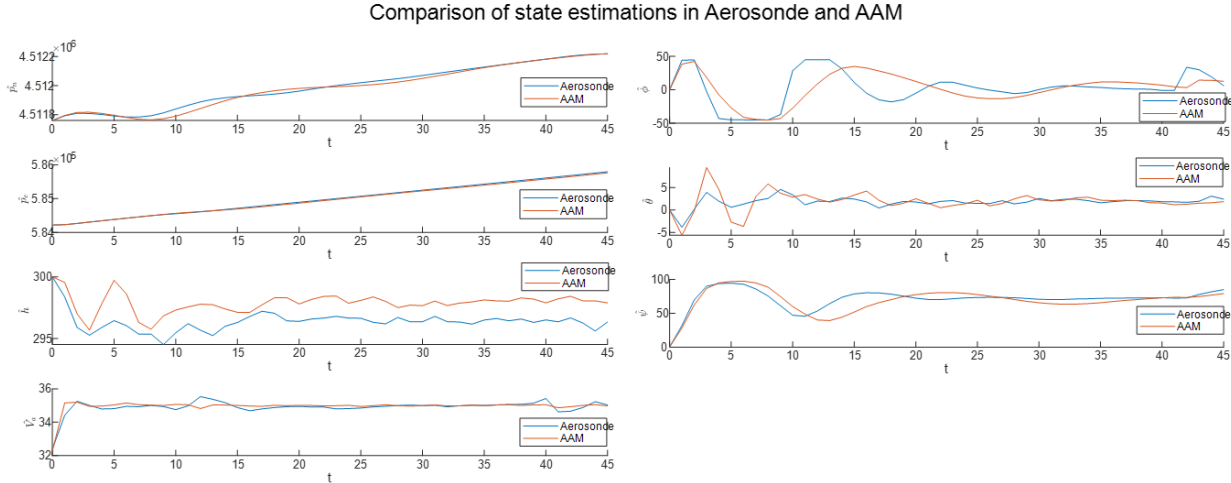 Comparison of state estimations in Aerosonde and AAM
×10⁶
4.5122
4.512
4.5118
p̂ₙ
Aerosonde
AAM
0 5 10 15 20 25 30 35 40 45
t
×10⁵
5.86
5.85
5.84
Aerosonde
AAM
0 5 10 15 20 25 30 35 40 45
t
300
295
Aerosonde
AAM
0 5 10 15 20 25 30 35 40 45
t
36
34
32
V̂ₐ
Aerosonde
AAM
0 5 10 15 20 25 30 35 40 45
t
50
0
-50
φ̂
Aerosonde
AAM
0 5 10 15 20 25 30 35 40 45
t
5
0
-5
θ̂
Aerosonde
AAM
0 5 10 15 20 25 30 35 40 45
t
100
50
0
ψ̂
Aerosonde
AAM
0 5 10 15 20 25 30 35 40 45
t